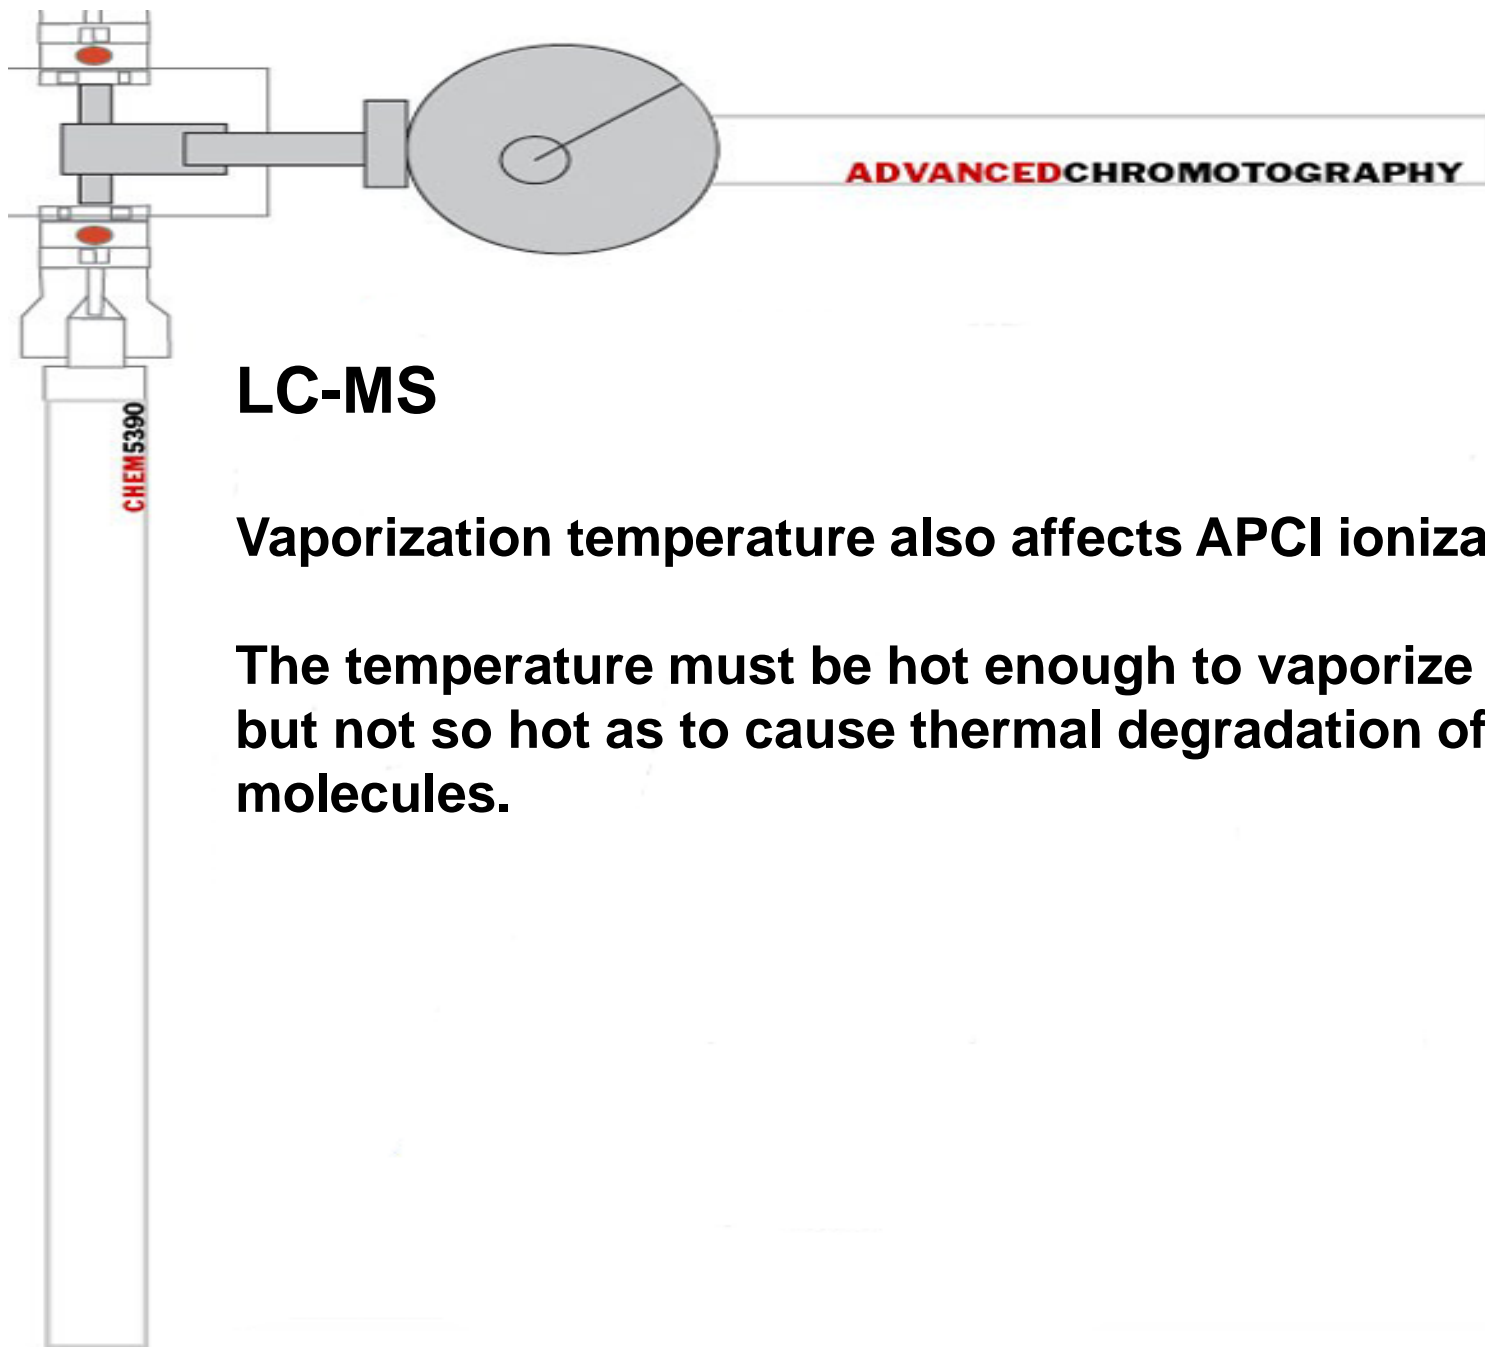 ADVANCEDCHROMOTOGRAPHY
CHEM5390
LC-MS
Vaporization temperature also affects APCI ioniza
The temperature must be hot enough to vaporize
but not so hot as to cause thermal degradation of
molecules.